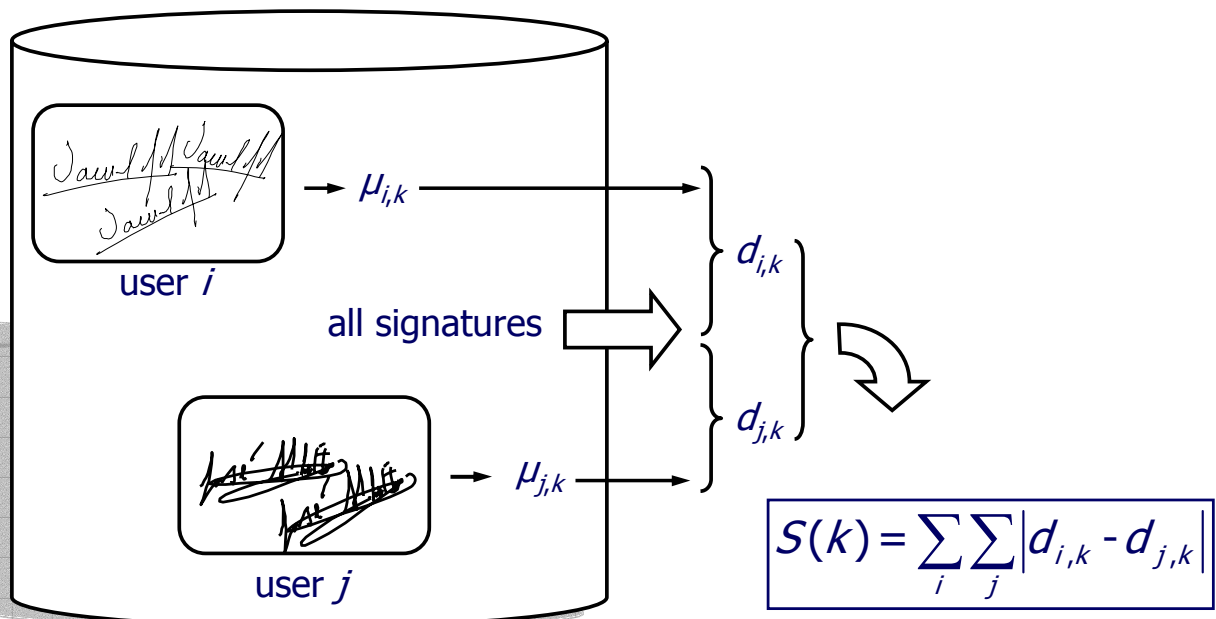 μi,k
user i
di,k
all signatures
dj,k
μj,k
user j
S(k) = ∑i ∑j |di,k - dj,k|